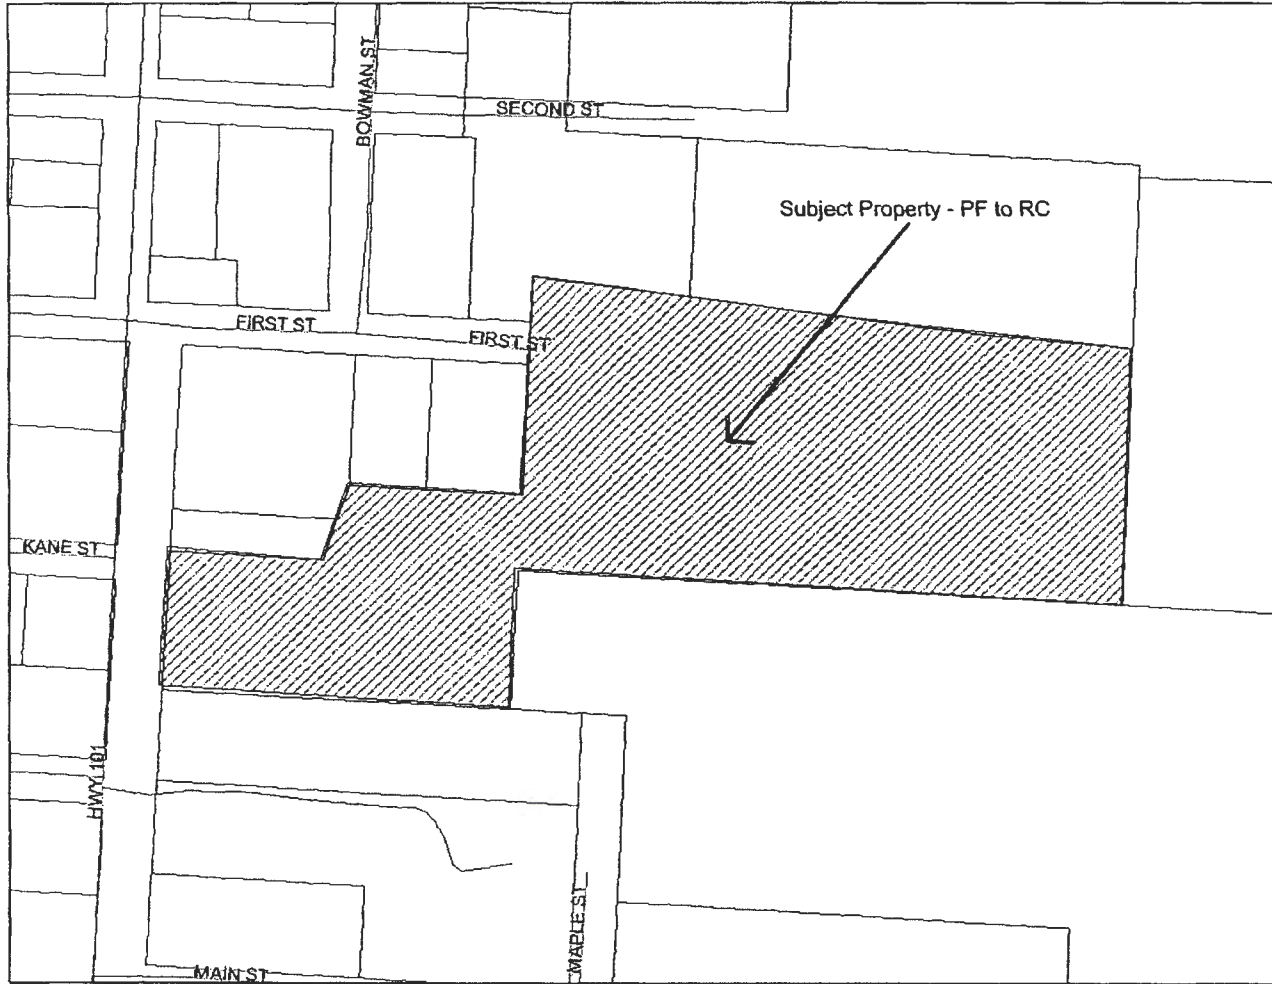 BOWMAN ST
SECOND ST
Subject Property - PF to RC
FIRST ST
FIRST ST
KANE ST
HWY 101
MAPLE ST
MAIN ST